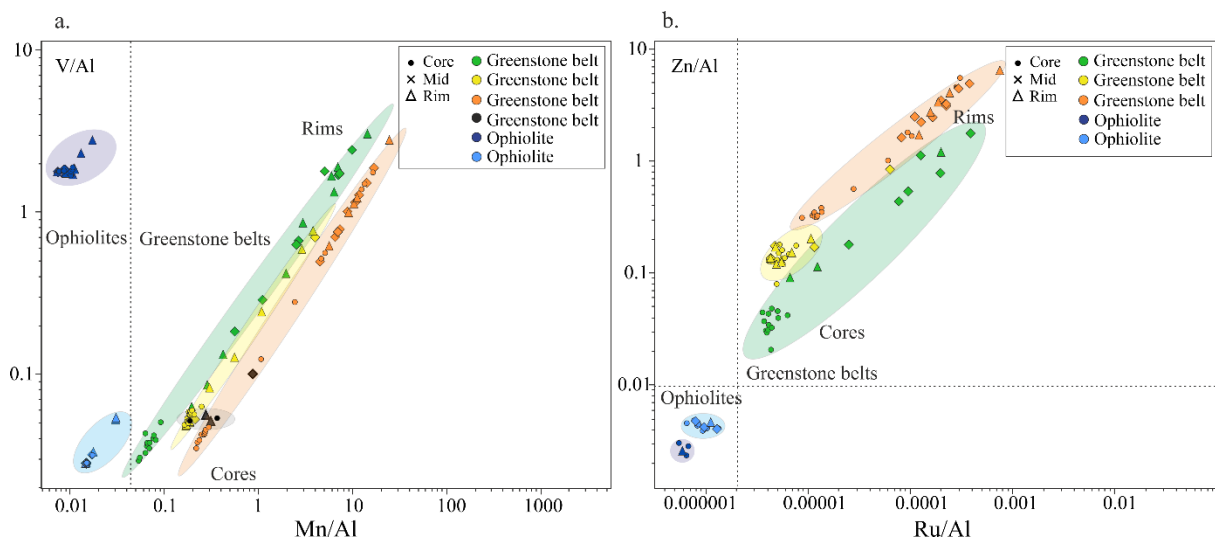 a.
V/Al
10
1
0.1
Rims
Ophiolites
Greenstone belts
Cores
Core
Mid
Rim
Greenstone belt
Greenstone belt
Greenstone belt
Greenstone belt
Ophiolite
Ophiolite
0.01
0.1
1
10
100
1000
Mn/Al
b.
Zn/Al
10
1
0.1
0.01
Rims
Cores
Greenstone belts
Ophiolites
Core
Mid
Rim
Greenstone belt
Greenstone belt
Greenstone belt
Ophiolite
Ophiolite
0.000001
0.00001
0.0001
0.001
0.01
Ru/Al